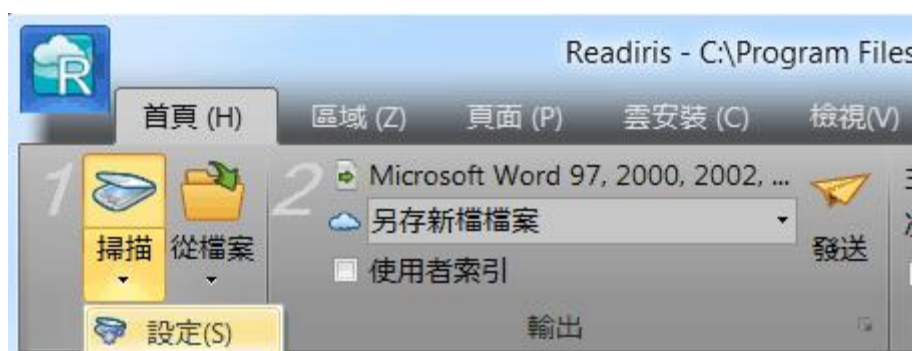 Readiris - C:\Program Files
首頁 (H) 區域 (Z) 頁面 (P) 雲安裝 (C) 檢視(V)
1 2 Microsoft Word 97, 2000, 2002, ...
另存新檔檔案
掃描 從檔案 發送
使用者索引
設定(S) 輸出